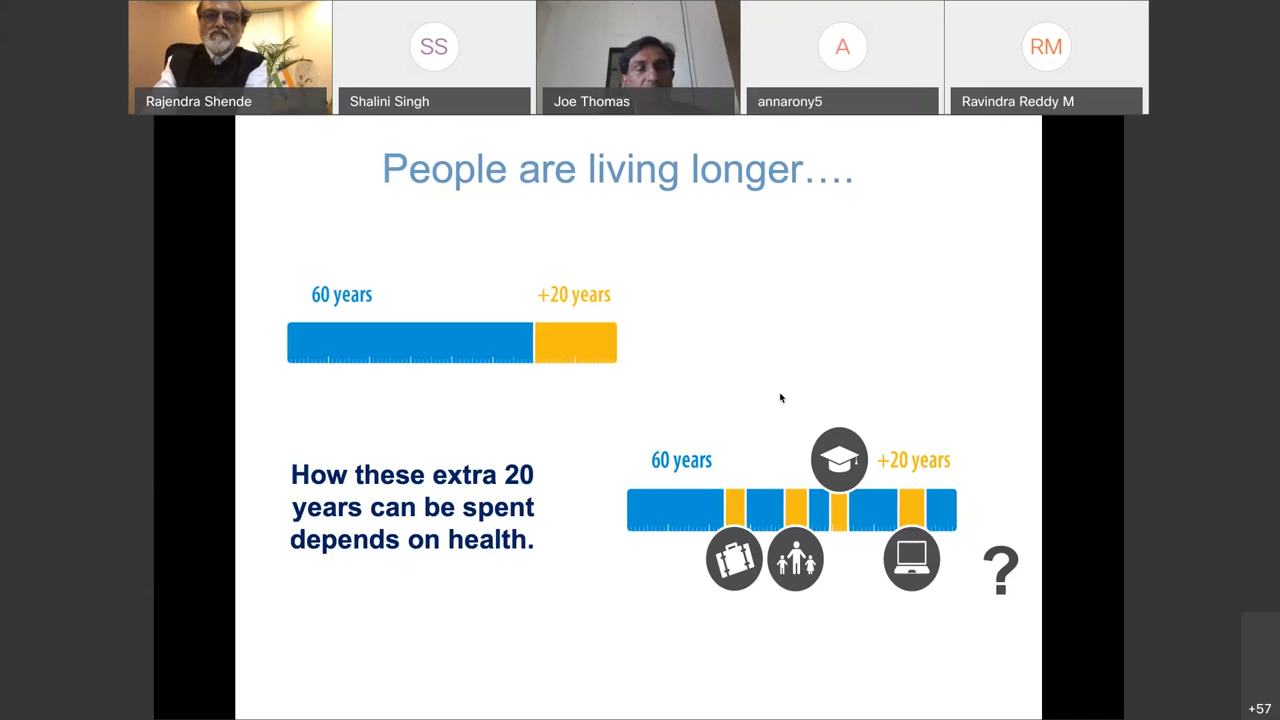 SS
A
RM
Rajendra Shende
Shalini Singh
Joe Thomas
annarony5
Ravindra Reddy M
People are living longer....
60 years
+20 years
How these extra 20
years can be spent
depends on health.
60 years
+20 years
?
+57